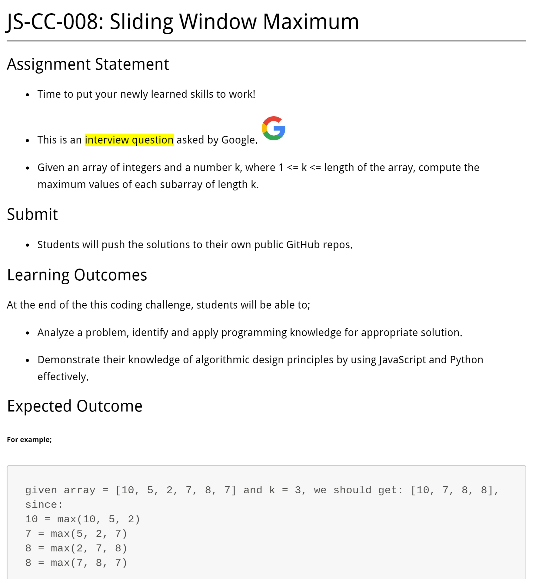 JS-CC-008: Sliding Window Maximum
Assignment Statement
• Time to put your newly learned skills to work!
• This is an interview question asked by Google.
• Given an array of integers and a number k, where 1 <= k <= length of the array, compute the
maximum values of each subarray of length k.
Submit
• Students will push the solutions to their own public GitHub repos.
Learning Outcomes
At the end of the this coding challenge, students will be able to;
• Analyze a problem, identify and apply programming knowledge for appropriate solution.
• Demonstrate their knowledge of algorithmic design principles by using JavaScript and Python
effectively.
Expected Outcome
For example;
given array = [10, 5, 2, 7, 8, 7] and k = 3, we should get: [10, 7, 8, 8],
since:
10 = max(10, 5, 2)
7 = max(5, 2, 7)
8 = max(2, 7, 8)
8 = max(7, 8, 7)